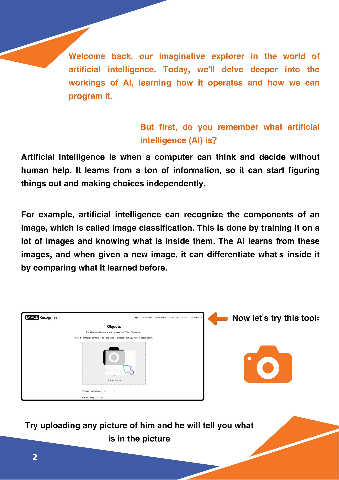 Welcome back, our imaginative explorer in the world of
artificial intelligence. Today, we'll delve deeper into the
workings of AI, learning how it operates and how we can
program it.
But first, do you remember what artificial
intelligence (AI) is?
Artificial intelligence is when a computer can think and decide without
human help. It learns from a ton of information, so it can start figuring
things out and making choices independently.
For example, artificial intelligence can recognize the components of an
image, which is called image classification. This is done by training it on a
lot of images and knowing what is inside them. The AI learns from these
images, and when given a new image, it can differentiate what's inside it
by comparing what it learned before.
Now let's try this tool:
Objects
Try uploading any picture of him and he will tell you what
is in the picture
2